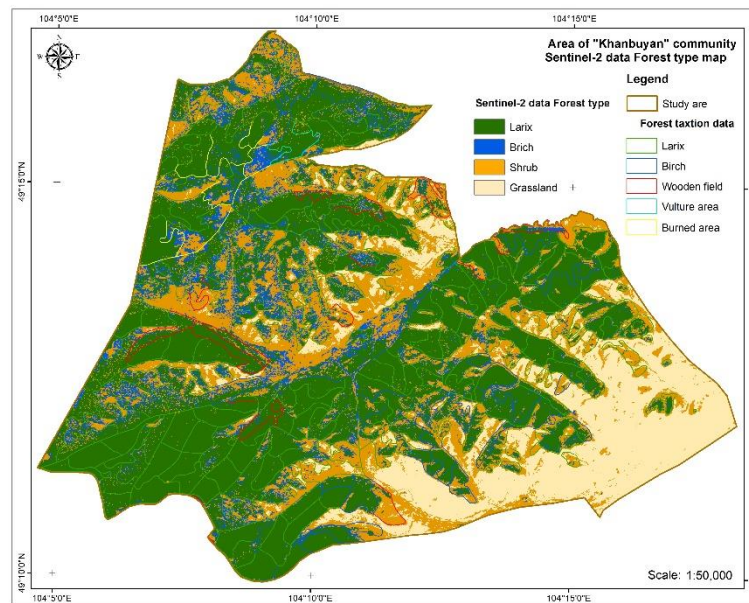 104°5'0"E
104°10'0"E
104°15'0"E
Area of "Khanbuyan" community
Sentinel-2 data Forest type map
N
W
E
S
Legend
Study are
Sentinel-2 data Forest type
Larix
Brich
Shrub
Grassland
Forest taxtion data
Larix
Birch
Wooden field
Vulture area
Burned area
49°15'0"N
49°10'0"N
Scale: 1:50,000
104°5'0"E
104°10'0"E
104°15'0"E